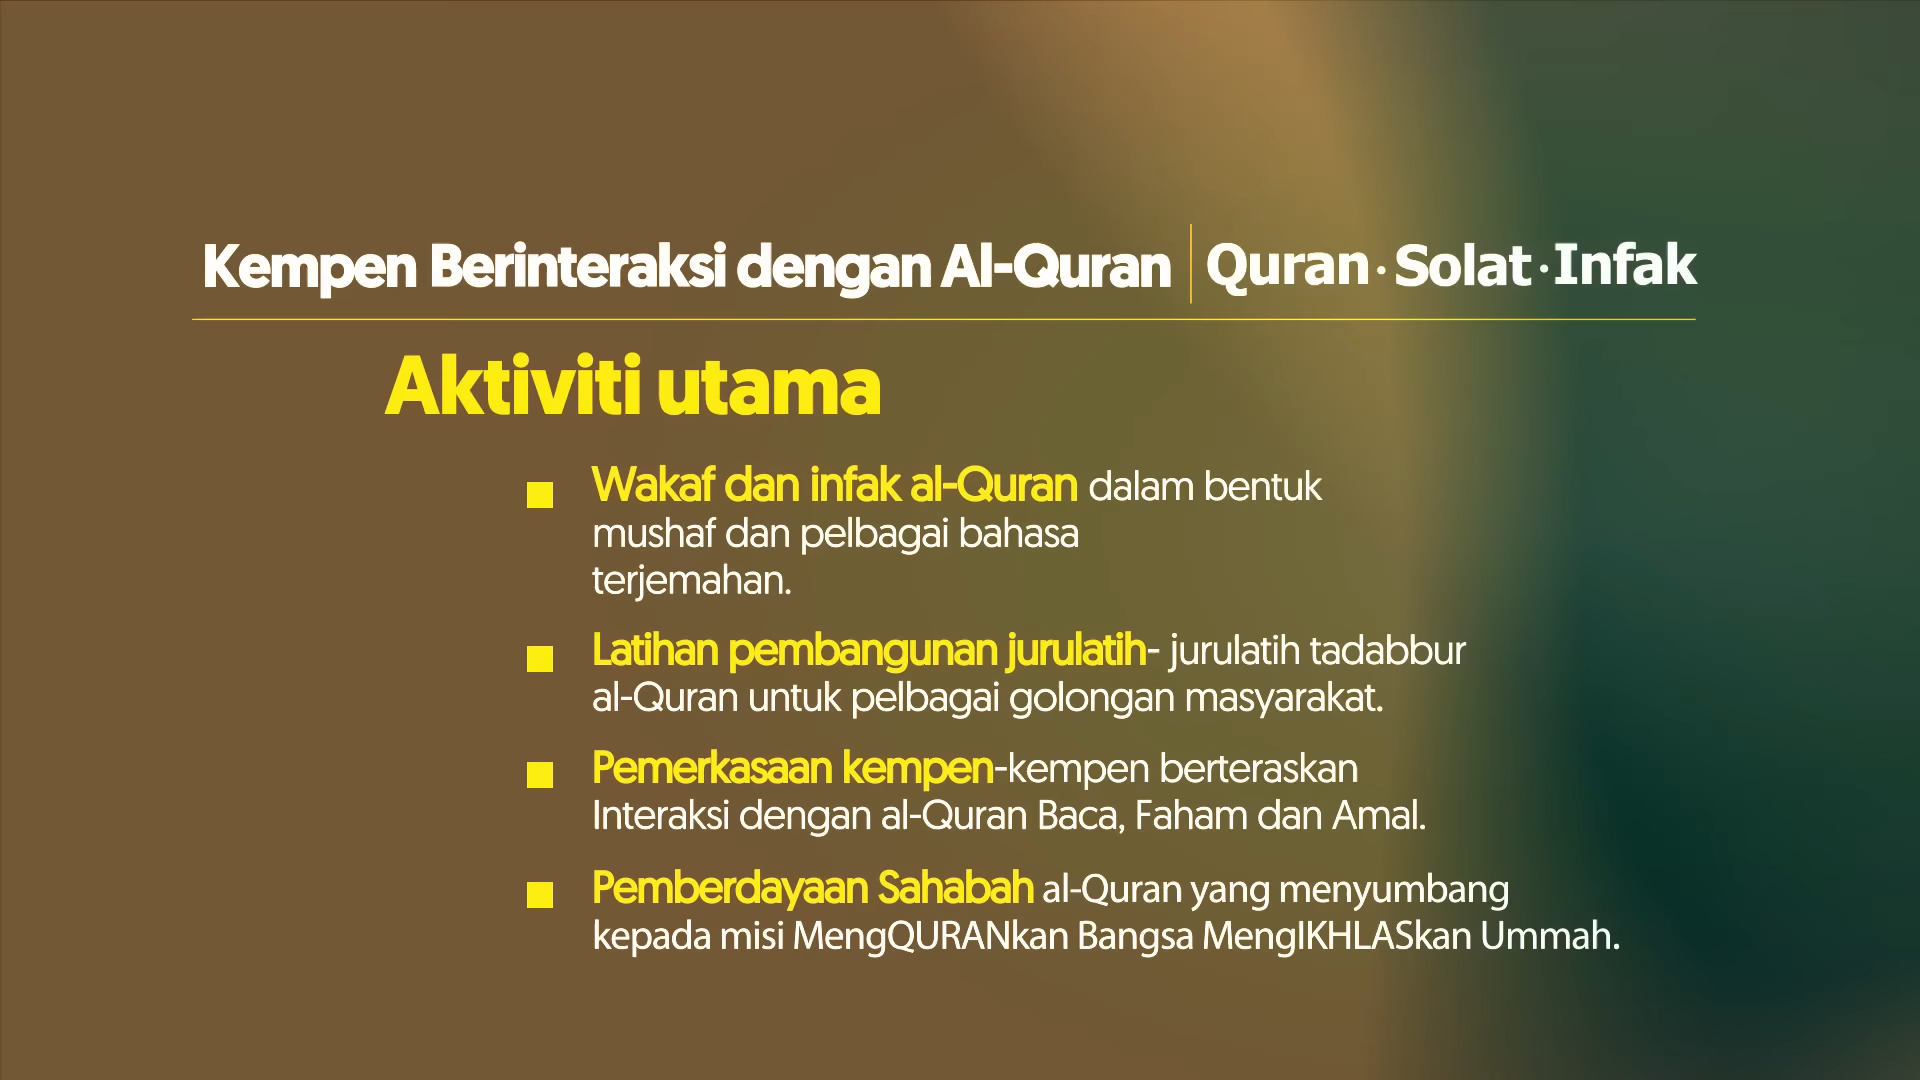 Kempen Berinteraksi dengan Al-Quran | Quran · Solat · Infak
Aktiviti utama
Wakaf dan infak al-Quran dalam bentuk
mushaf dan pelbagai bahasa
terjemahan.
Latihan pembangunan jurulatih- jurulatih tadabbur
al-Quran untuk pelbagai golongan masyarakat.
Pemerkasaan kempen-kempen berteraskan
Interaksi dengan al-Quran Baca, Faham dan Amal.
Pemberdayaan Sahabah al-Quran yang menyumbang
kepada misi MengQURANkan Bangsa MengIKHLASkan Ummah.